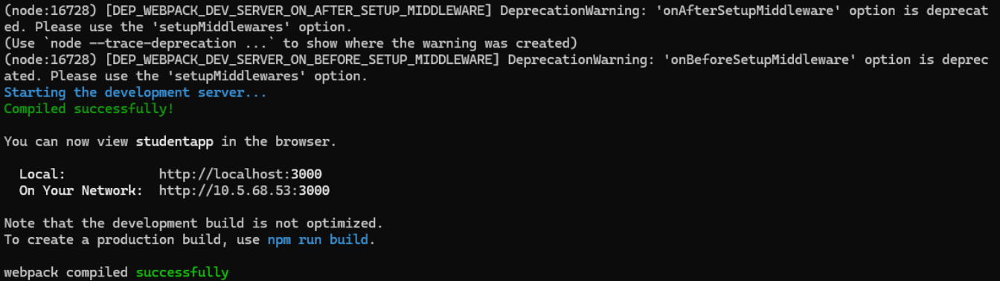 (node:16728) [DEP_WEBPACK_DEV_SERVER_ON_AFTER_SETUP_MIDDLEWARE] DeprecationWarning: 'onAfterSetupMiddleware' option is deprecat
ed. Please use the 'setupMiddlewares' option.
(Use `node --trace-deprecation ...` to show where the warning was created)
(node:16728) [DEP_WEBPACK_DEV_SERVER_ON_BEFORE_SETUP_MIDDLEWARE] DeprecationWarning: 'onBeforeSetupMiddleware' option is deprec
ated. Please use the 'setupMiddlewares' option.
Starting the development server...
Compiled successfully!
You can now view studentapp in the browser.
Local: http://localhost:3000
On Your Network: http://10.5.68.53:3000
Note that the development build is not optimized.
To create a production build, use npm run build.
webpack compiled successfully